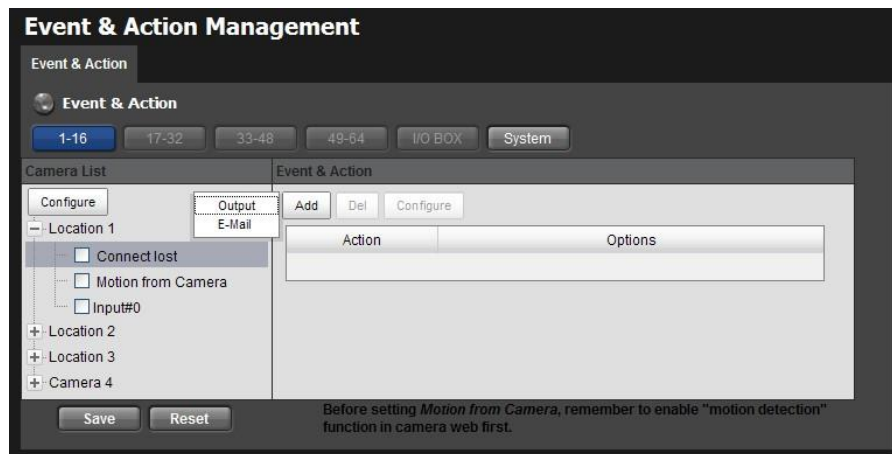 Event & Action Management
Event & Action
Event & Action
1-16
17-32
33-48
49-64
I/O BOX
System
Camera List
Event & Action
Configure
Output
E-Mail
Add
Del
Configure
Action
Options
Location 1
Connect lost
Motion from Camera
Input#0
Location 2
Location 3
Camera 4
Save
Reset
Before setting Motion from Camera, remember to enable "motion detection"
function in camera web first.